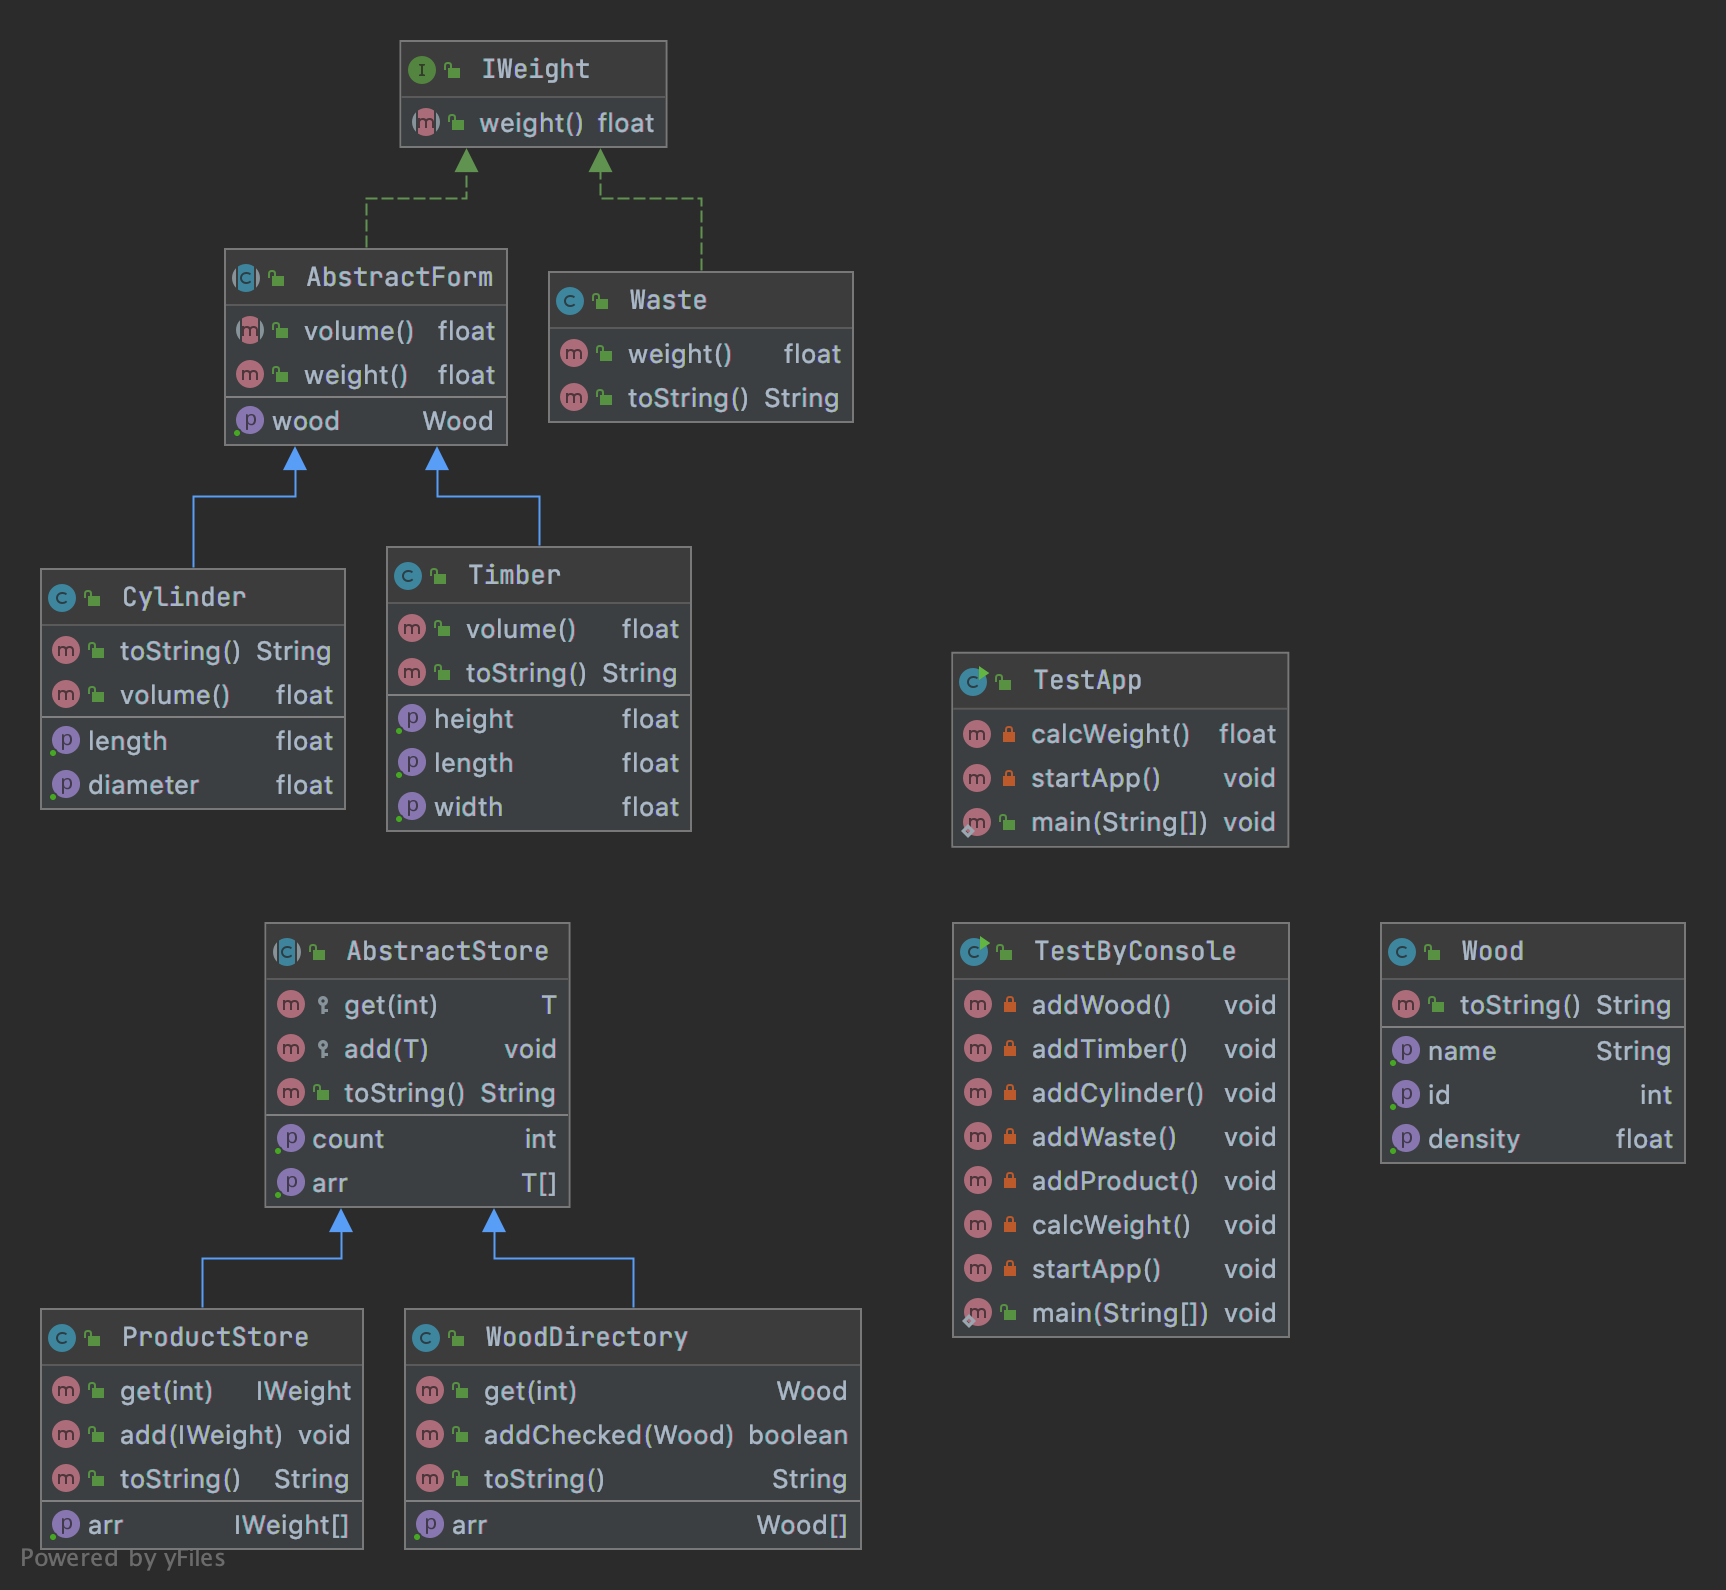 IWeight
weight() float
AbstractForm
volume() float
weight() float
wood Wood
Waste
weight() float
toString() String
Cylinder
toString() String
volume() float
length float
diameter float
Timber
volume() float
toString() String
height float
length float
width float
TestApp
calcWeight() float
startApp() void
main(String[]) void
AbstractStore
get(int) T
add(T) void
toString() String
count int
arr T[]
TestByConsole
addWood() void
addTimber() void
addCylinder() void
addWaste() void
addProduct() void
calcWeight() void
startApp() void
main(String[]) void
Wood
toString() String
name String
id int
density float
ProductStore
get(int) IWeight
add(IWeight) void
toString() String
arr IWeight[]
WoodDirectory
get(int) Wood
addChecked(Wood) boolean
toString() String
arr Wood[]
Powered by yFiles